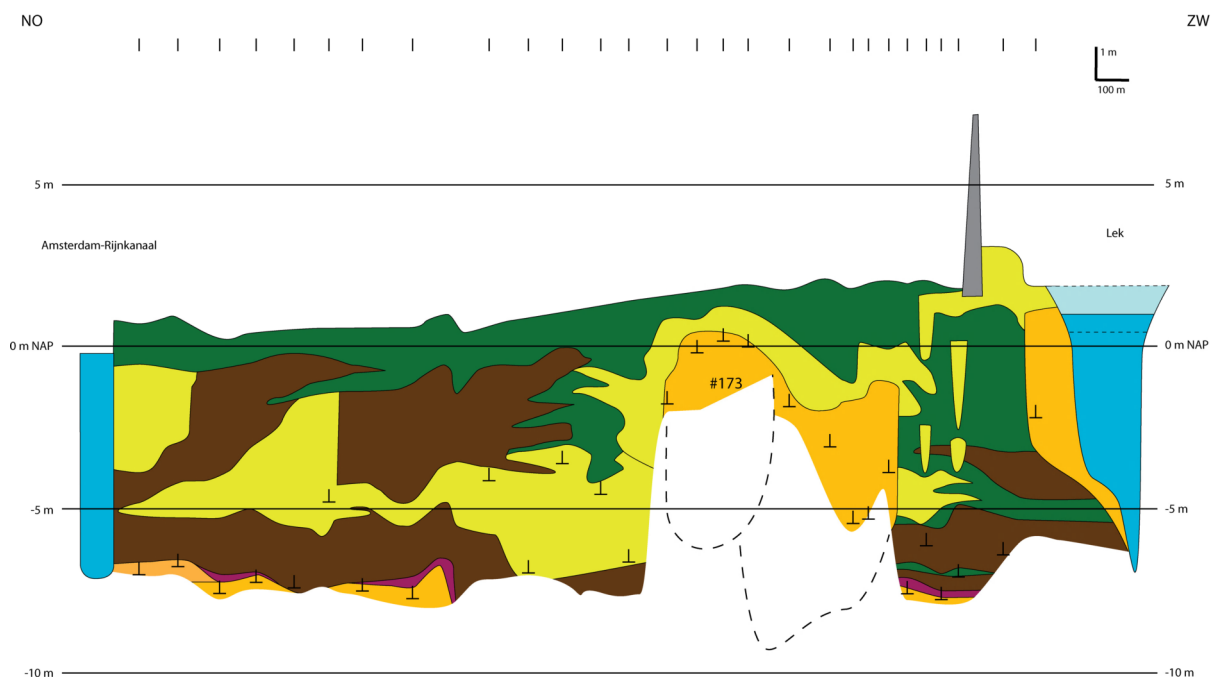 NO
ZW
1 m
100 m
5 m
5 m
Amsterdam-Rijnkanaal
Lek
0 m NAP
0 m NAP
#173
-5 m
-5 m
-10 m
-10 m